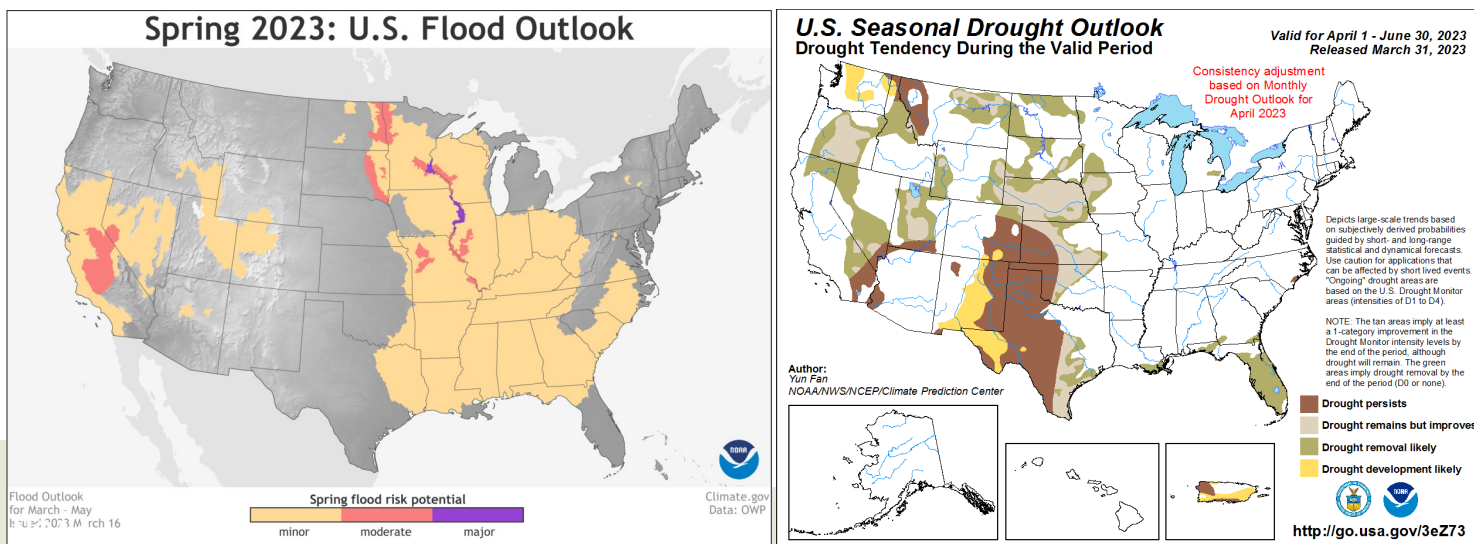 Spring 2023: U.S. Flood Outlook
NOAA
Flood Outlook
for March - May
2023 March 16
Spring flood risk potential
minor
moderate
major
Climate.gov
Data: OWP
U.S. Seasonal Drought Outlook
Drought Tendency During the Valid Period
Valid for April 1 - June 30, 2023
Released March 31, 2023
Consistency adjustment
based on Monthly
Drought Outlook for
April 2023
Depicts large-scale trends based
on subjectively derived probabilities
guided by short- and long-range
statistical and dynamical forecasts.
Use caution for applications that
can be affected by short lived events.
"Ongoing" drought areas are
based on the U.S. Drought Monitor
areas (intensities of D1 to D4).
NOTE: The tan areas imply at least
a 1-category improvement in the
Drought Monitor intensity levels by
the end of the period, although
drought will remain. The green
areas imply drought removal by the
end of the period (D0 or none).
Author:
Yun Fan
NOAA/NWS/NCEP/Climate Prediction Center
Drought persists
Drought remains but improves
Drought removal likely
Drought development likely
NOAA
http://go.usa.gov/3eZ73